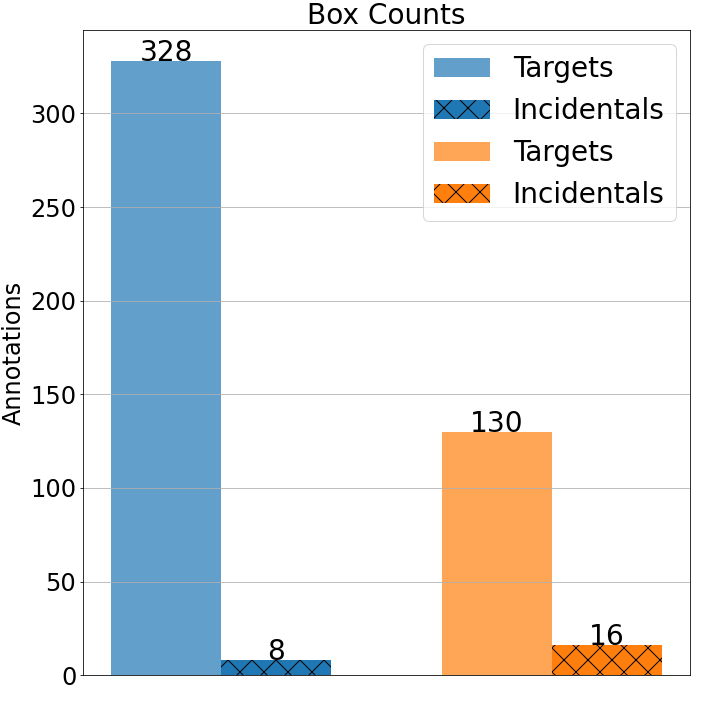 Box Counts
328
Targets
Incidentals
Targets
Incidentals
300
250
200
150
100
50
0
Annotations
130
8
16